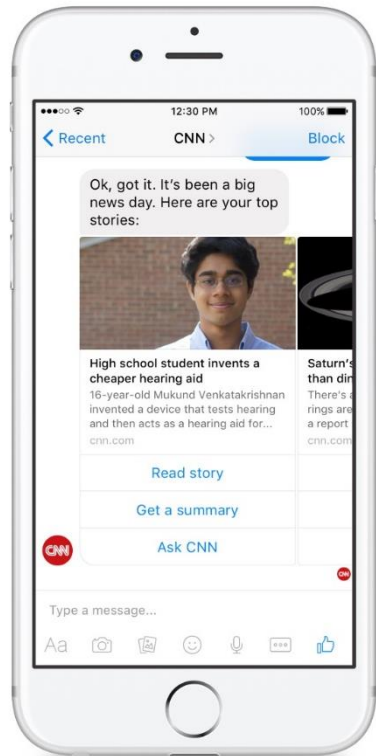 12:30 PM
100%
Recent
CNN >
Block
Ok, got it. It's been a big
news day. Here are your top
stories:
High school student invents a
cheaper hearing aid
16-year-old Mukund Venkatakrishnan
invented a device that tests hearing
and then acts as a hearing aid for...
cnn.com
Saturn's
than din
There's a
rings are
a report
cnn.com
Read story
Get a summary
Ask CNN
CNN
CNN
Type a message...
Aa